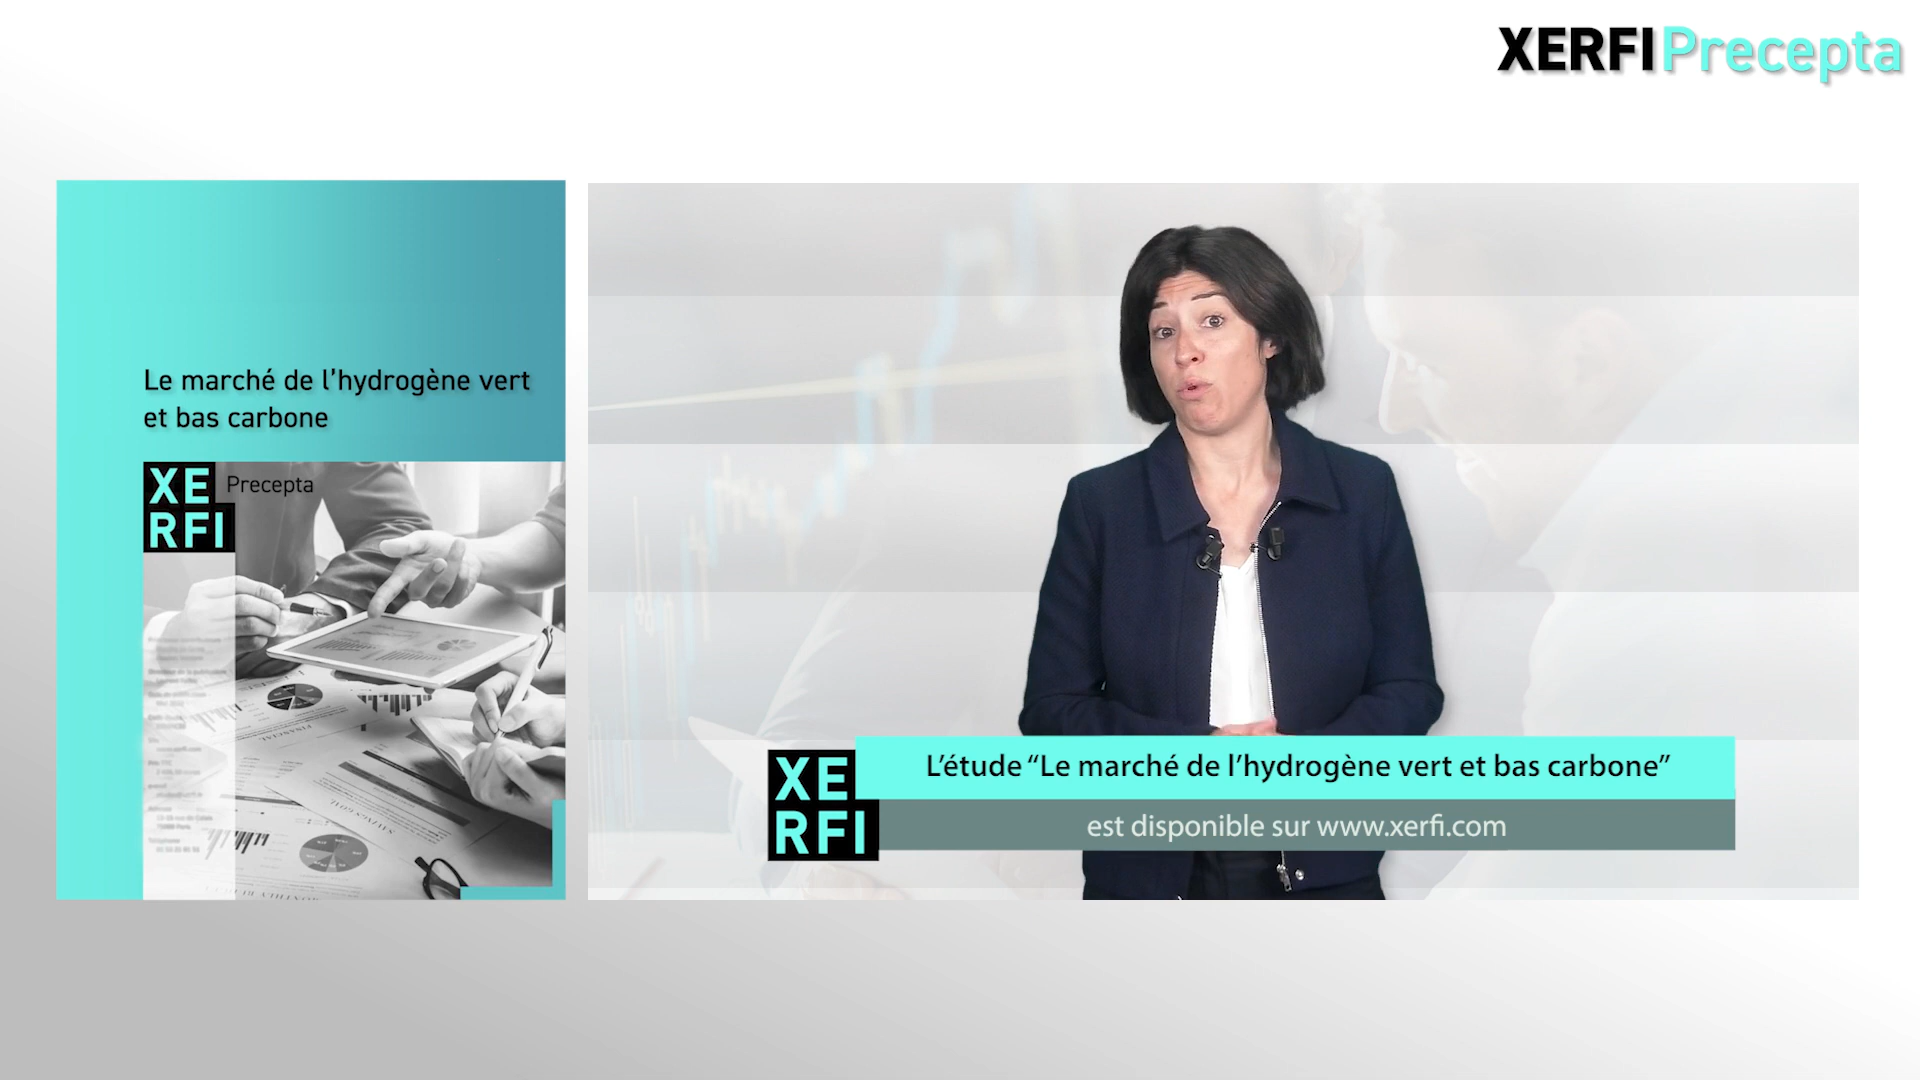 XERFI Precepta
Le marché de l'hydrogène vert
et bas carbone
XE
RFI
Precepta
L'étude “Le marché de l'hydrogène vert et bas carbone”
est disponible sur www.xerfi.com
XE
RFI